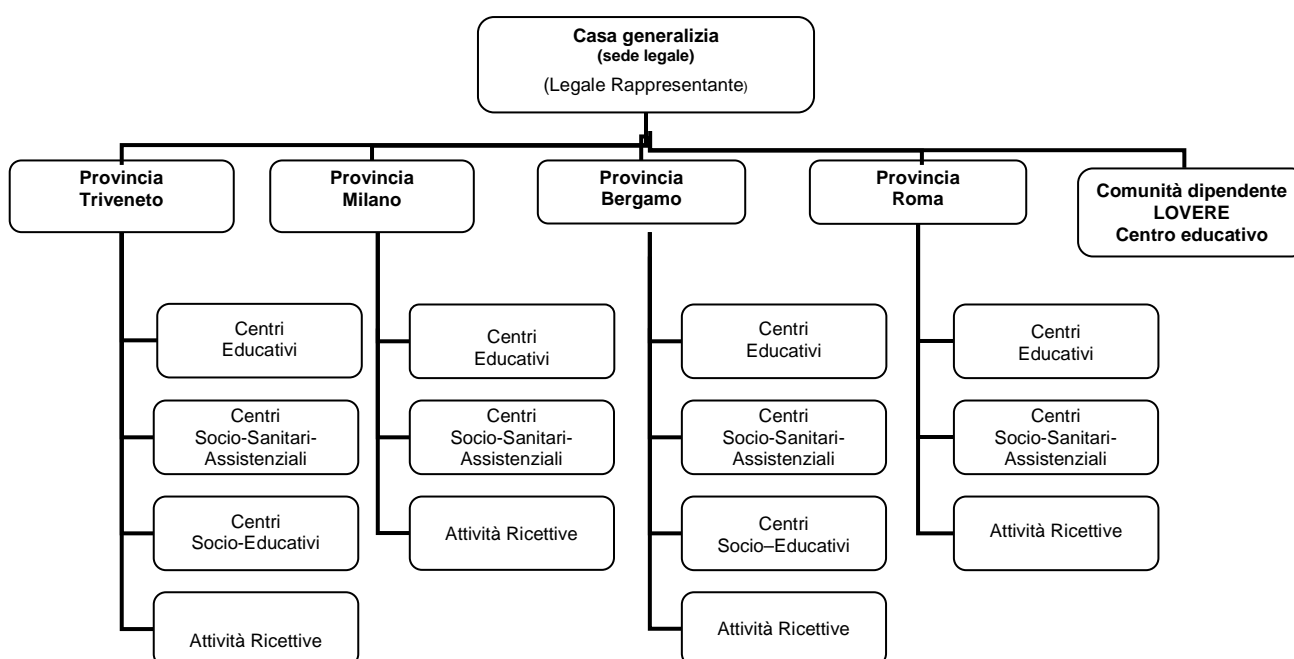 Casa generalizia
(sede legale)
(Legale Rappresentante)
Provincia
Triveneto
Provincia
Milano
Provincia
Bergamo
Provincia
Roma
Comunità dipendente
LOVERE
Centro educativo
Centri
Educativi
Centri
Educativi
Centri
Educativi
Centri
Educativi
Centri
Socio-Sanitari-
Assistenziali
Centri
Socio-Sanitari-
Assistenziali
Centri
Socio-Sanitari-
Assistenziali
Centri
Socio-Sanitari-
Assistenziali
Centri
Socio-Educativi
Attività Ricettive
Centri
Socio–Educativi
Attività Ricettive
Attività Ricettive
Attività Ricettive